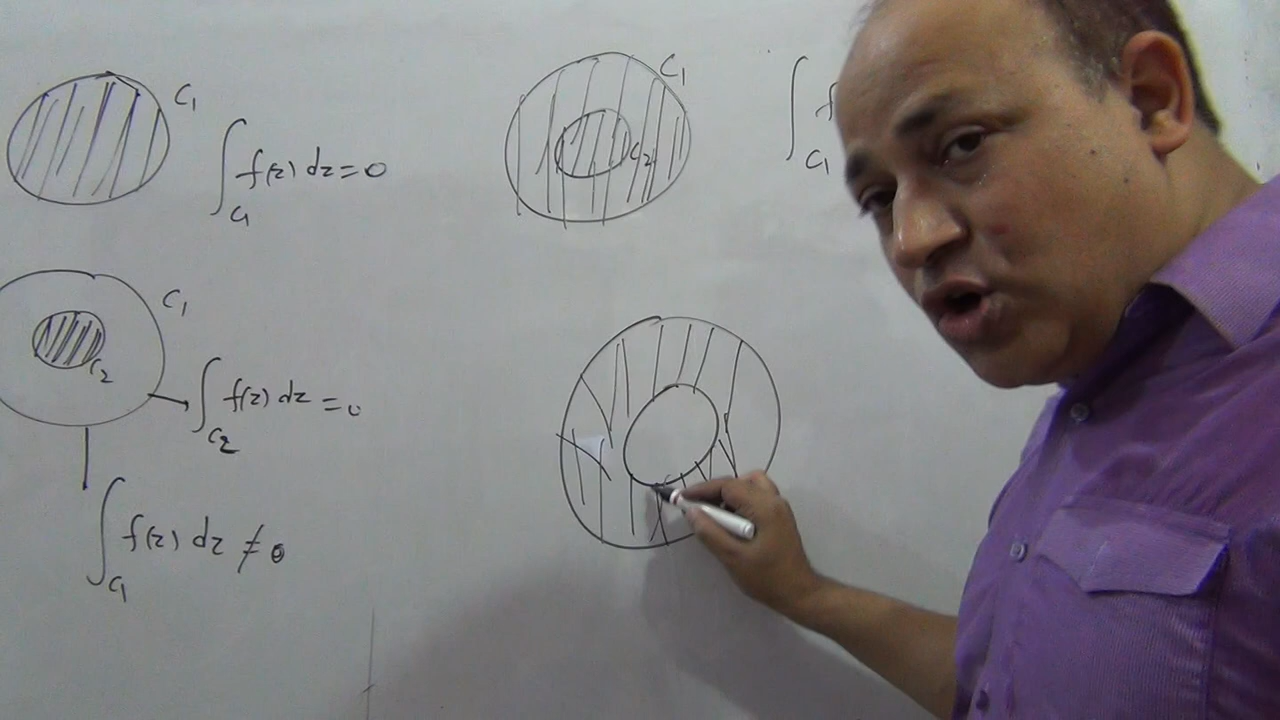 C₁
∫_C₁ f(z) dz = 0
C₁
C₂
∫_C₁ f
C₁
C₂
∫_C₂ f(z) dz = 0
∫_C₁ f(z) dz ≠ 0